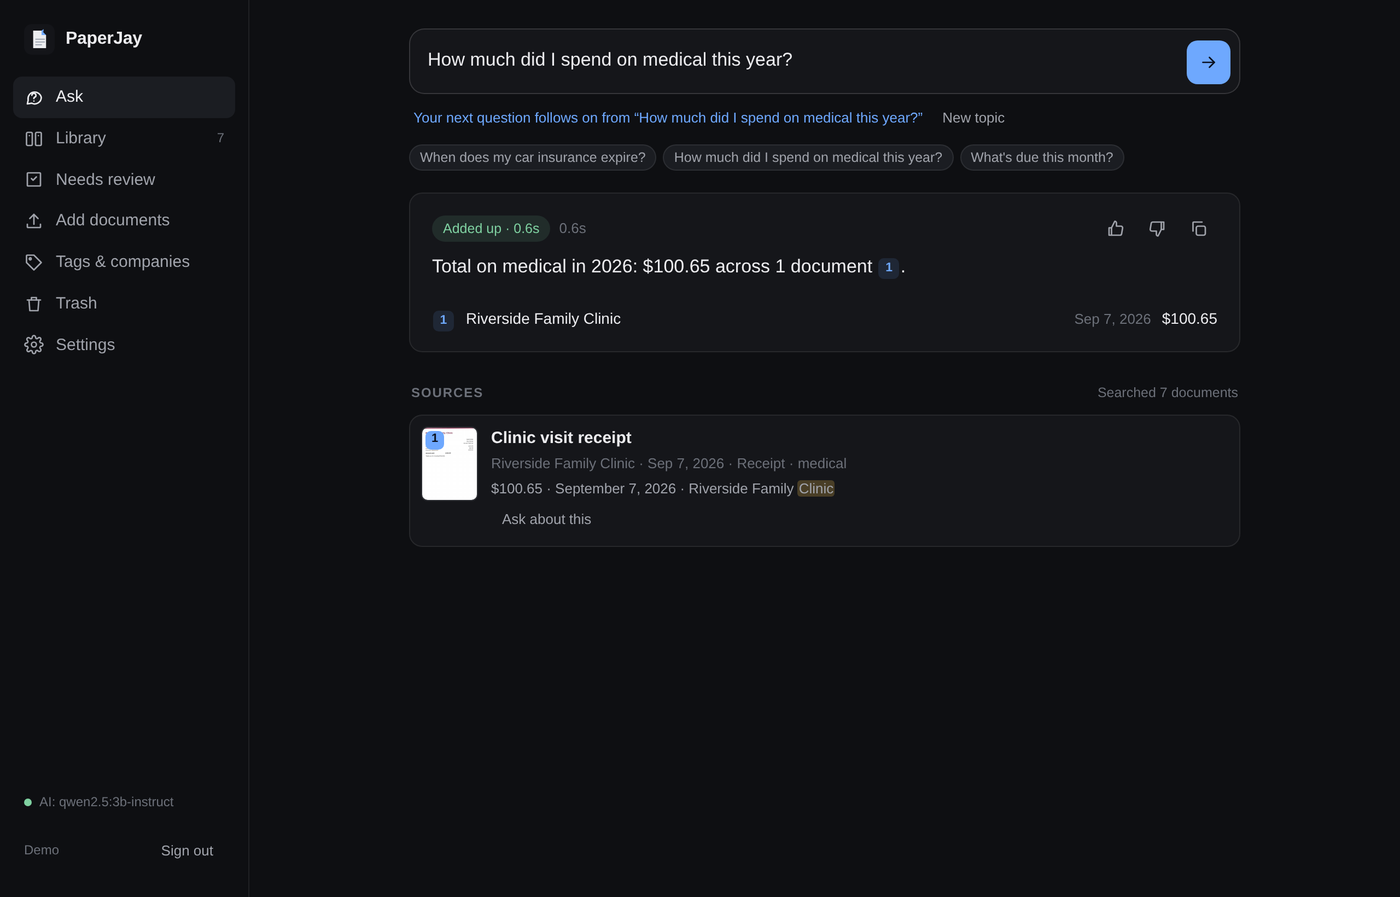 PaperJay
Ask
Library 7
Needs review
Add documents
Tags & companies
Trash
Settings
AI: qwen2.5:3b-instruct
Demo Sign out
How much did I spend on medical this year?
Your next question follows on from “How much did I spend on medical this year?” New topic
When does my car insurance expire? How much did I spend on medical this year? What's due this month?
Added up · 0.6s 0.6s
Total on medical in 2026: $100.65 across 1 document 1.
1 Riverside Family Clinic Sep 7, 2026 $100.65
SOURCES Searched 7 documents
1
Clinic visit receipt
Riverside Family Clinic · Sep 7, 2026 · Receipt · medical
$100.65 · September 7, 2026 · Riverside Family Clinic
Ask about this